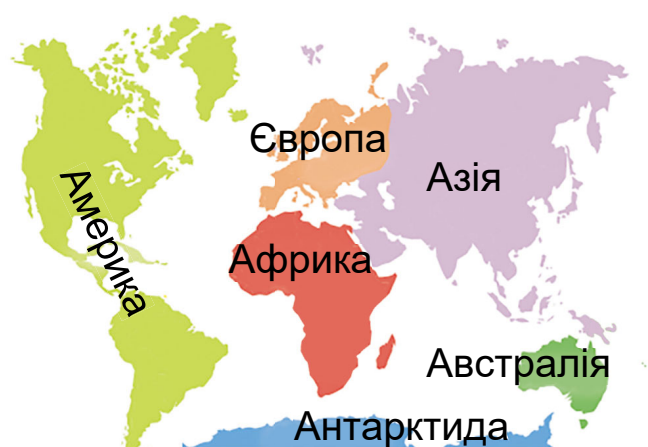 Європа
Азія
Америка
Африка
Австралія
Антарктида